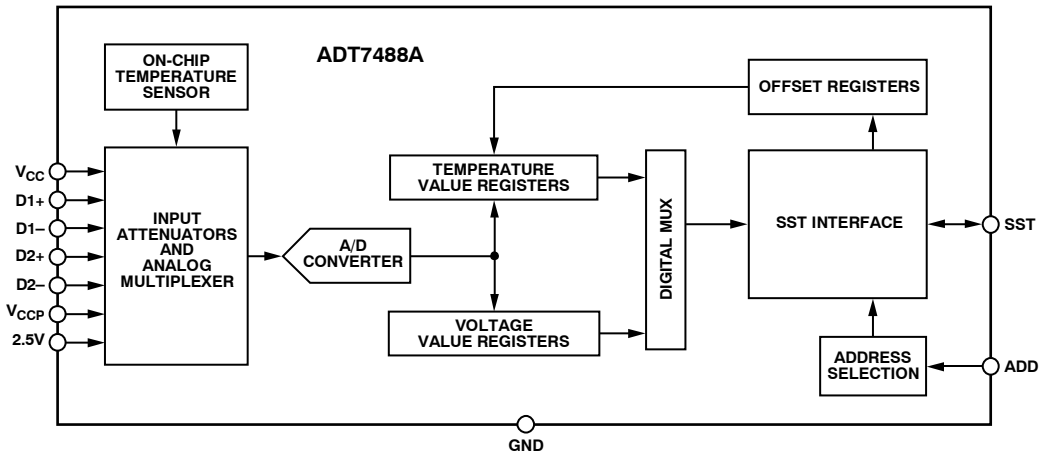 ADT7488A
ON-CHIP
TEMPERATURE
SENSOR
OFFSET REGISTERS
VCC
D1+
D1–
D2+
D2–
VCCP
2.5V
INPUT
ATTENUATORS
AND
ANALOG
MULTIPLEXER
A/D
CONVERTER
TEMPERATURE
VALUE REGISTERS
VOLTAGE
VALUE REGISTERS
DIGITAL MUX
SST INTERFACE
SST
ADDRESS
SELECTION
ADD
GND